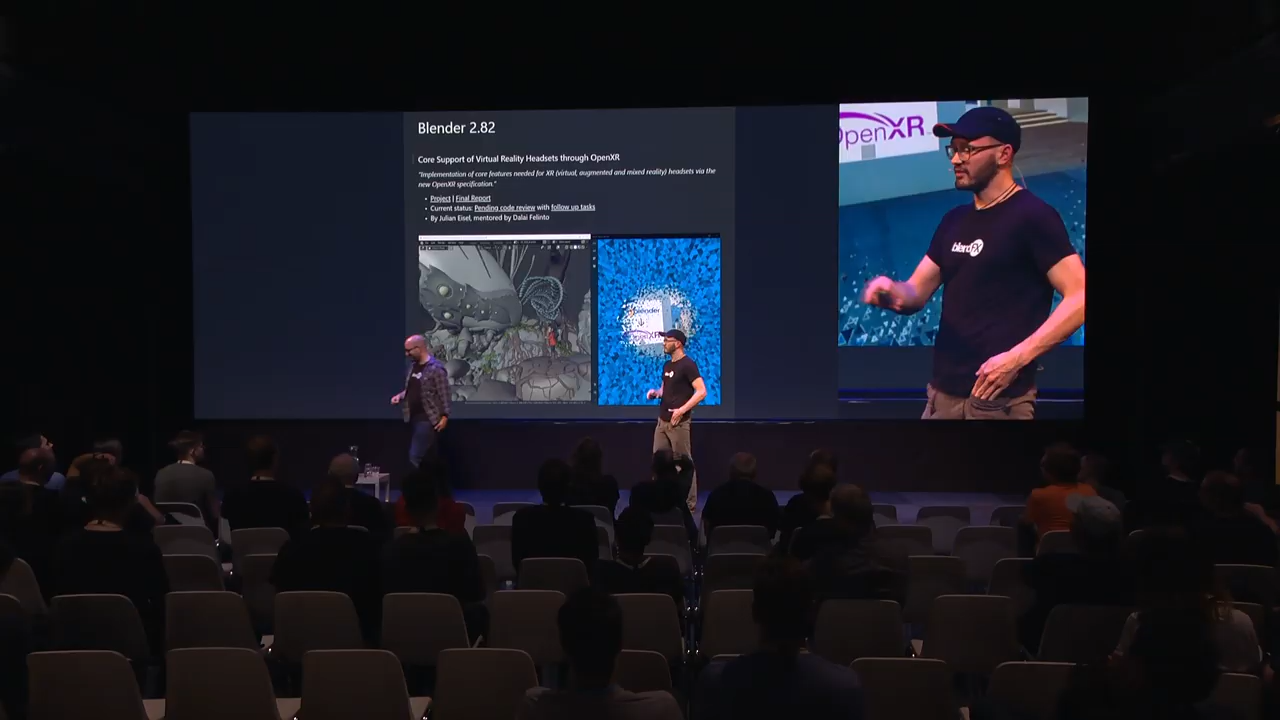 Blender 2.82
Core Support of Virtual Reality Headsets through OpenXR
"Implementation of core features needed for XR (virtual, augmented and mixed reality) headsets via the
new OpenXR specification."
• Project | Final Report
• Current status: Pending code review with follow up tasks
• By Julian Eisel, mentored by Dalai Felinto
blender
penXR